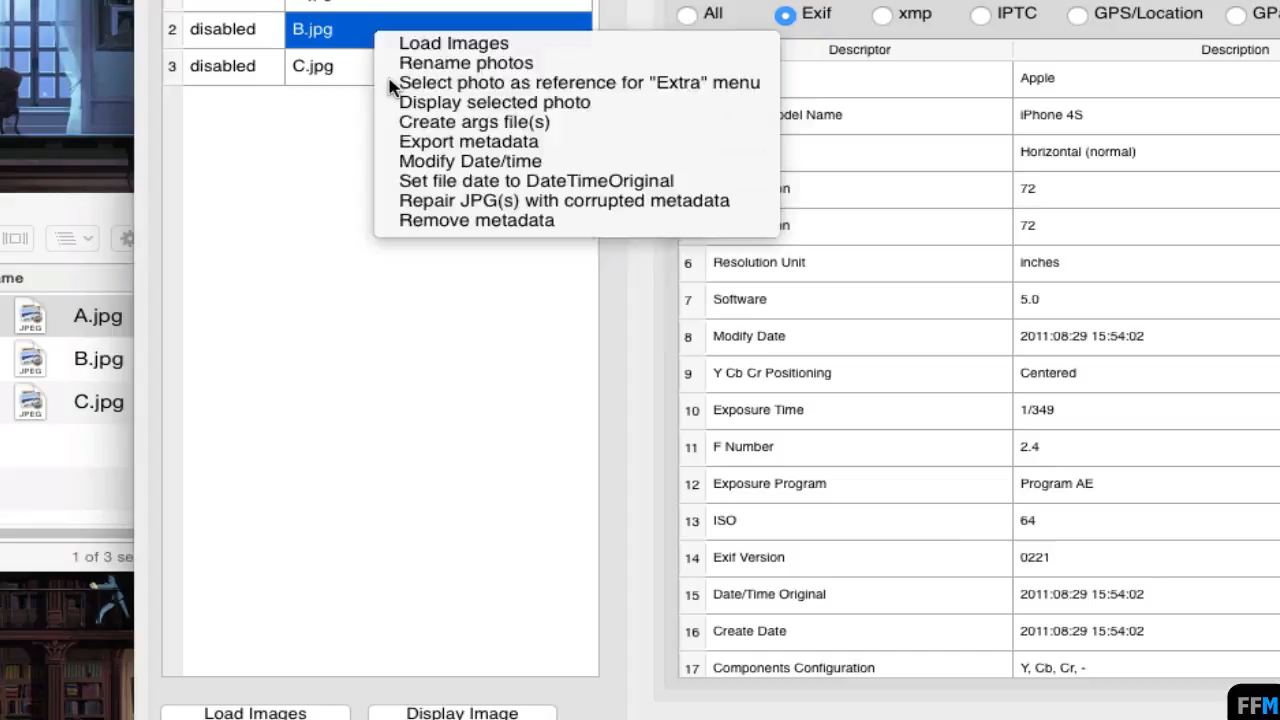 All Exif xmp IPTC GPS/Location
2 disabled B.jpg
3 disabled C.jpg
Load Images
Rename photos
Select photo as reference for "Extra" menu
Display selected photo
Create args file(s)
Export metadata
Modify Date/time
Set file date to DateTimeOriginal
Repair JPG(s) with corrupted metadata
Remove metadata
Descriptor Description
Apple
iPhone 4S
Horizontal (normal)
72
72
6 Resolution Unit inches
7 Software 5.0
8 Modify Date 2011:08:29 15:54:02
9 Y Cb Cr Positioning Centered
10 Exposure Time 1/349
11 F Number 2.4
12 Exposure Program Program AE
13 ISO 64
14 Exif Version 0221
15 Date/Time Original 2011:08:29 15:54:02
16 Create Date 2011:08:29 15:54:02
17 Components Configuration Y, Cb, Cr, -
JPEG A.jpg
JPEG B.jpg
JPEG C.jpg
1 of 3
Load Images Display Image
FFM